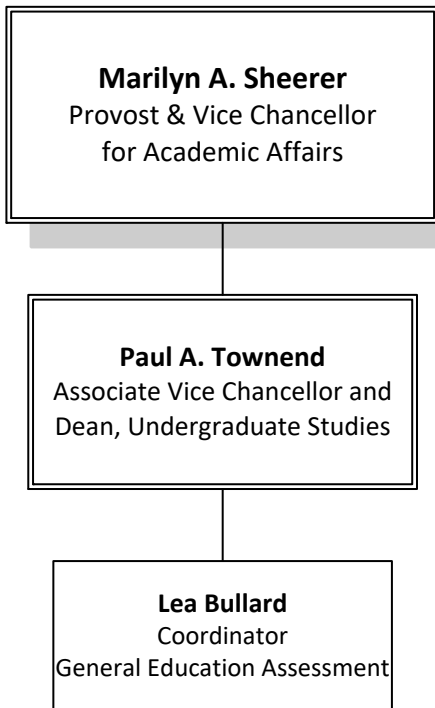 Marilyn A. Sheerer
Provost & Vice Chancellor
for Academic Affairs
Paul A. Townend
Associate Vice Chancellor and
Dean, Undergraduate Studies
Lea Bullard
Coordinator
General Education Assessment